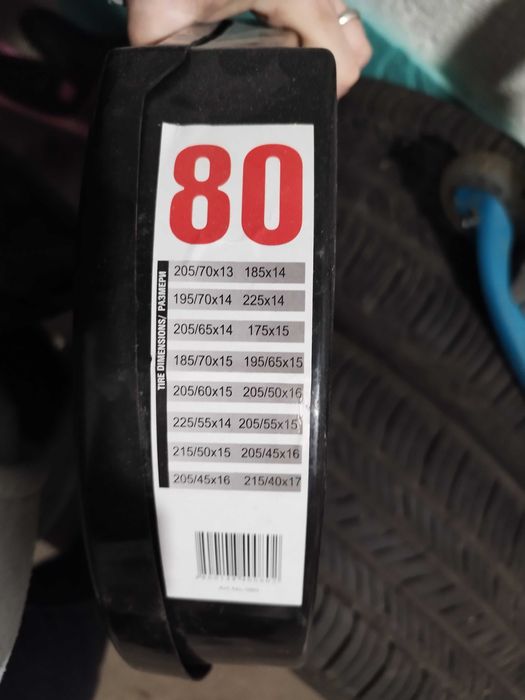 80
TIRE DIMENSIONS/ РАЗМЕРИ
205/70x13 185x14
195/70x14 225x14
205/65x14 175x15
185/70x15 195/65x15
205/60x15 205/50x16
225/55x14 205/55x15
215/50x15 205/45x16
205/45x16 215/40x17